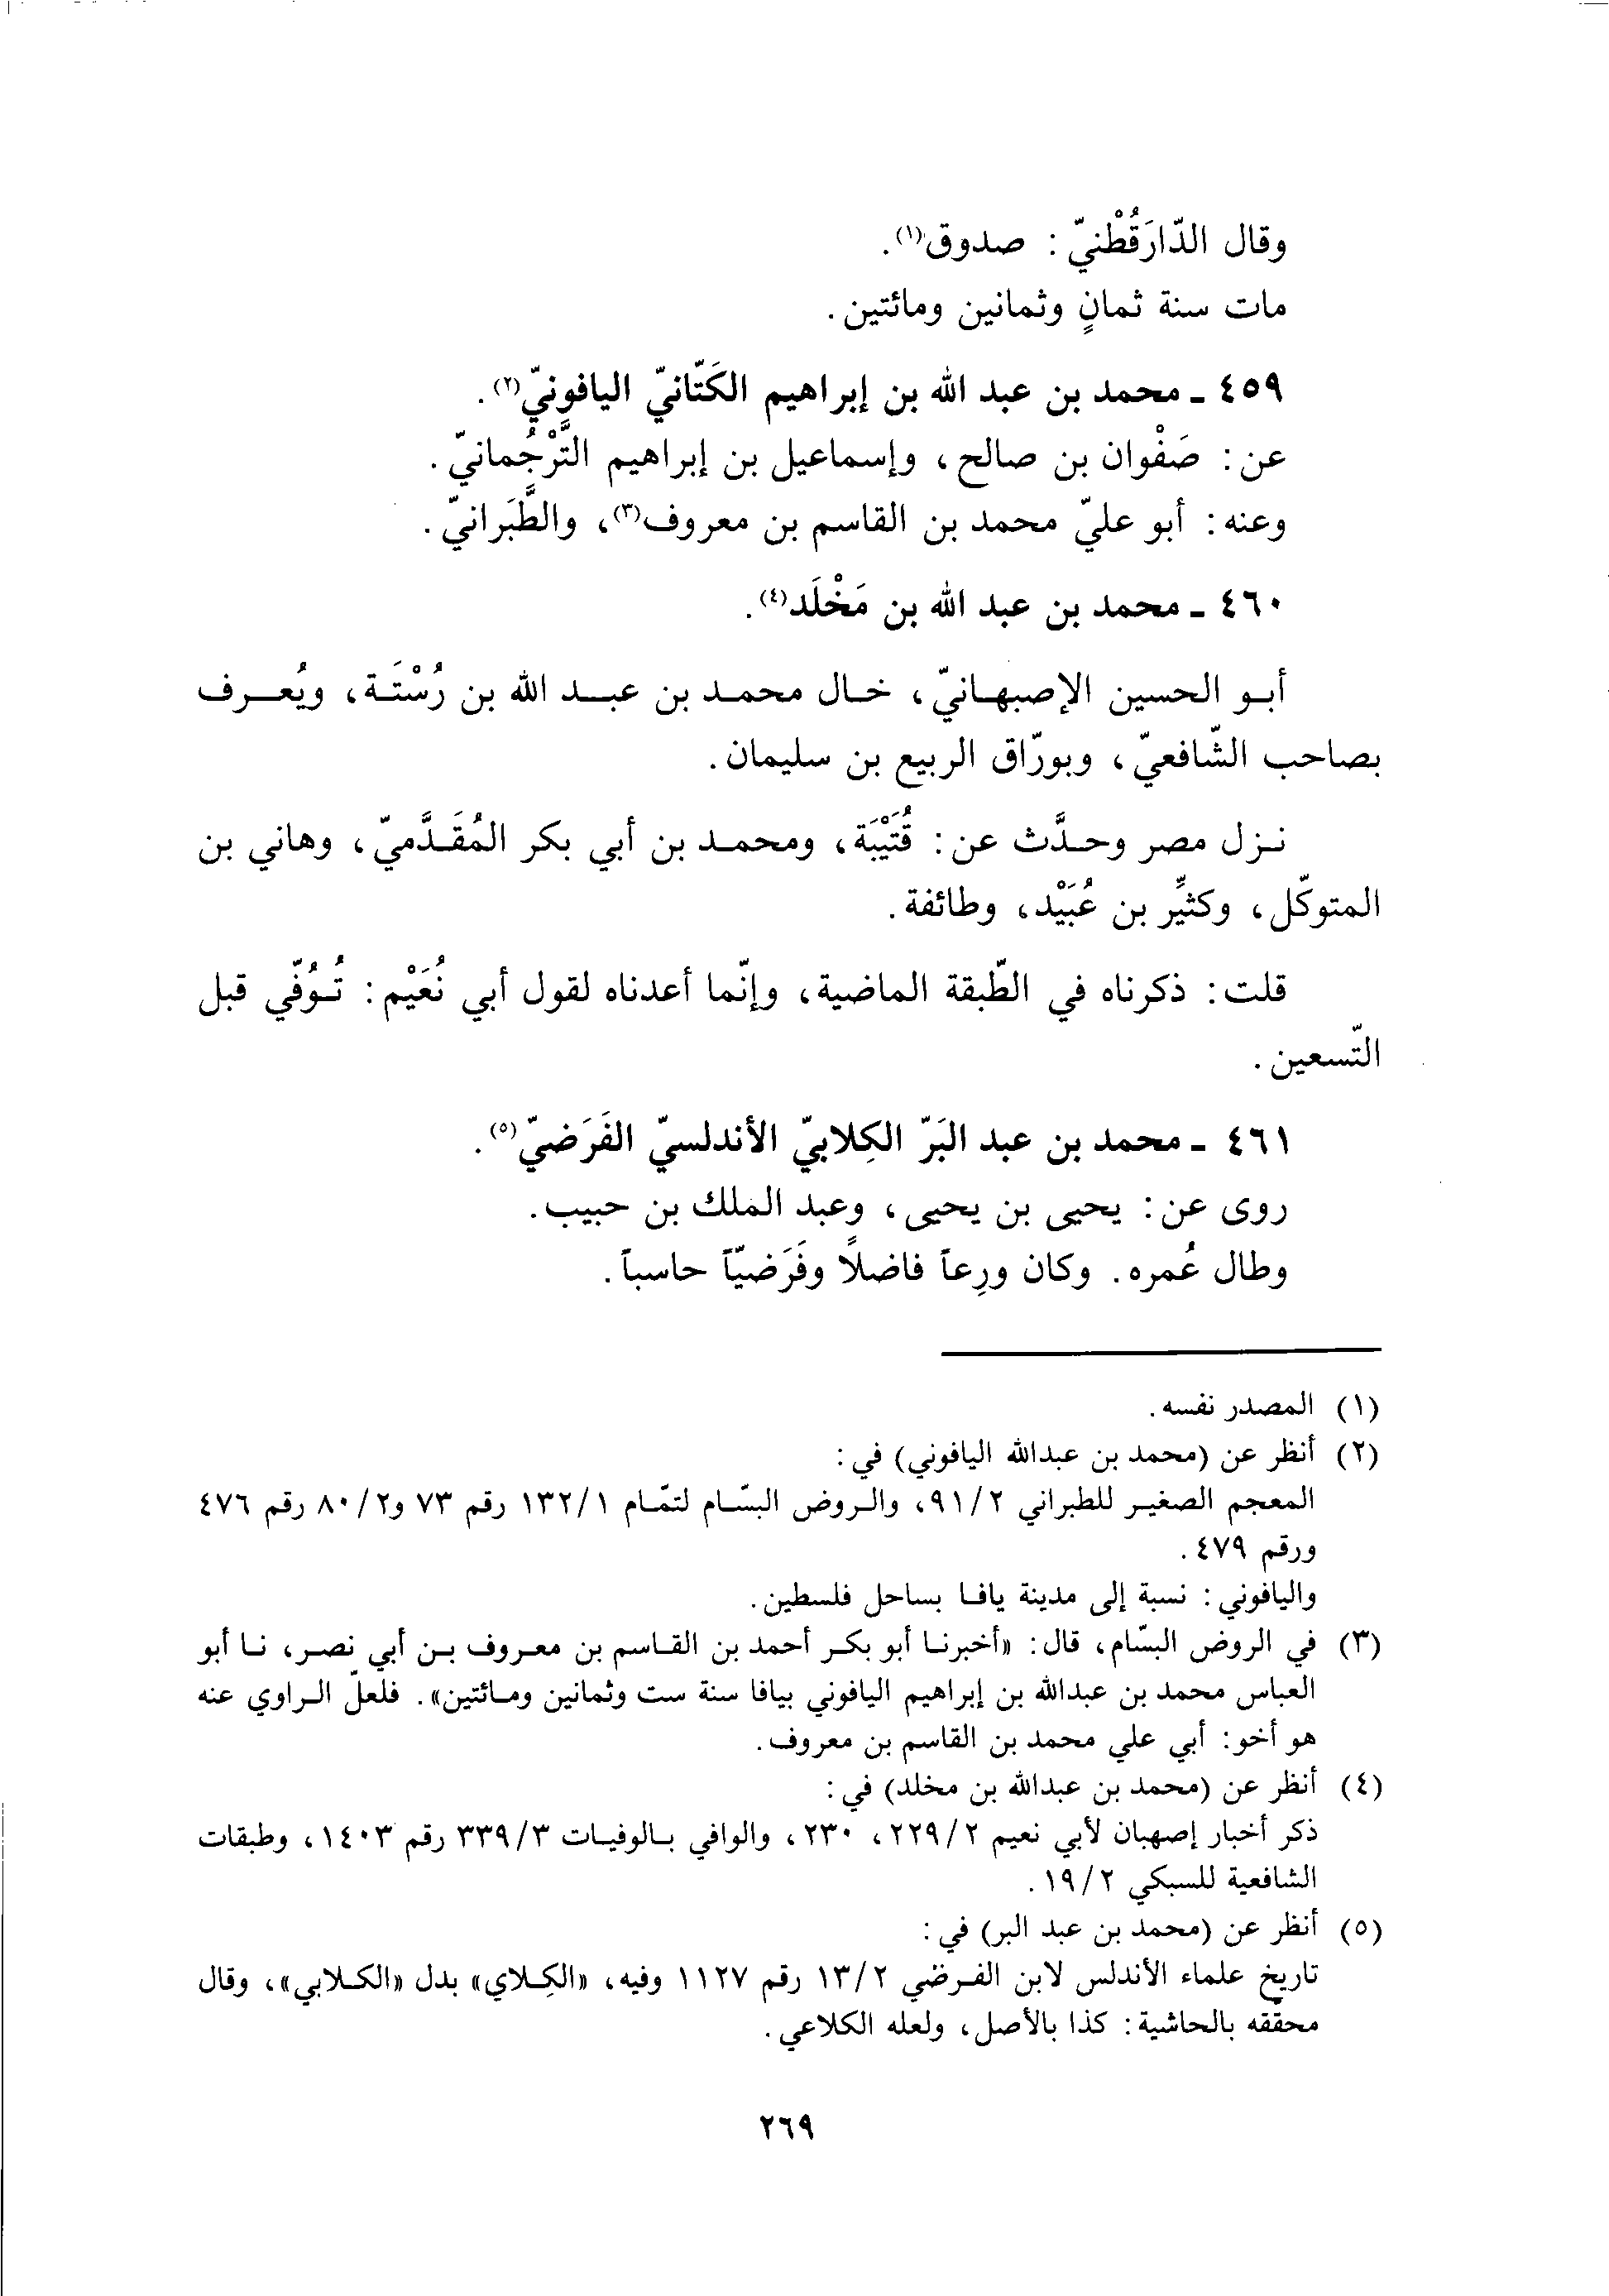 وقال الدّارَقُطْنيّ: صدوق(١).
مات سنة ثمانٍ وثمانين ومائتين.
٤٥٩ ـ محمد بن عبد الله بن إبراهيم الكَتّانيّ اليافونيّ(٢).
عن: صَفْوان بن صالح، وإسماعيل بن إبراهيم التَّرْجُمانيّ.
وعنه: أبو عليّ محمد بن القاسم بن معروف(٣)، والطَّبَرانيّ.
٤٦٠ ـ محمد بن عبد الله بن مَخْلَد(٤).
أبو الحسين الإصبهانيّ، خال محمد بن عبد الله بن رُسْتَة، ويُعرف
بصاحب الشّافعيّ، وبورّاق الربيع بن سليمان.
نزل مصر وحدَّث عن: قُتَيْبَة، ومحمد بن أبي بكر المُقَدَّميّ، وهاني بن
المتوكّل، وكثيِّر بن عُبَيْد، وطائفة.
قلت: ذكرناه في الطّبقة الماضية، وإنّما أعدناه لقول أبي نُعَيْم: تُوُفّي قبل
التّسعين.
٤٦١ ـ محمد بن عبد البَرّ الكِلابيّ الأندلسيّ الفَرَضيّ(٥).
روى عن: يحيى بن يحيى، وعبد الملك بن حبيب.
وطال عُمره. وكان ورِعاً فاضلًا وفَرَضيّاً حاسباً.
(١) المصدر نفسه.
(٢) أنظر عن (محمد بن عبدالله اليافوني) في:
المعجم الصغير للطبراني ٩١/٢، والروض البسّام لتمّام ١٣٢/١ رقم ٧٣ و٨٠/٢ رقم ٤٧٦
ورقم ٤٧٩.
واليافوني: نسبة إلى مدينة يافا بساحل فلسطين.
(٣) في الروض البسّام، قال: «أخبرنا أبو بكر أحمد بن القاسم بن معروف بن أبي نصر، نا أبو
العباس محمد بن عبدالله بن إبراهيم اليافوني بيافا سنة ست وثمانين ومائتين». فلعلّ الراوي عنه
هو أخو: أبي علي محمد بن القاسم بن معروف.
(٤) أنظر عن (محمد بن عبدالله بن مخلد) في:
ذكر أخبار إصهبان لأبي نعيم ٢٢٩/٢، ٢٣٠، والوافي بالوفيات ٣٣٩/٣ رقم ١٤٠٣، وطبقات
الشافعية للسبكي ١٩/٢.
(٥) أنظر عن (محمد بن عبد البر) في:
تاريخ علماء الأندلس لابن الفرضي ١٣/٢ رقم ١١٢٧ وفيه، «الكِلاي» بدل «الكلابي»، وقال
محقّقه بالحاشية: كذا بالأصل، ولعله الكلاعي.
٢٦٩